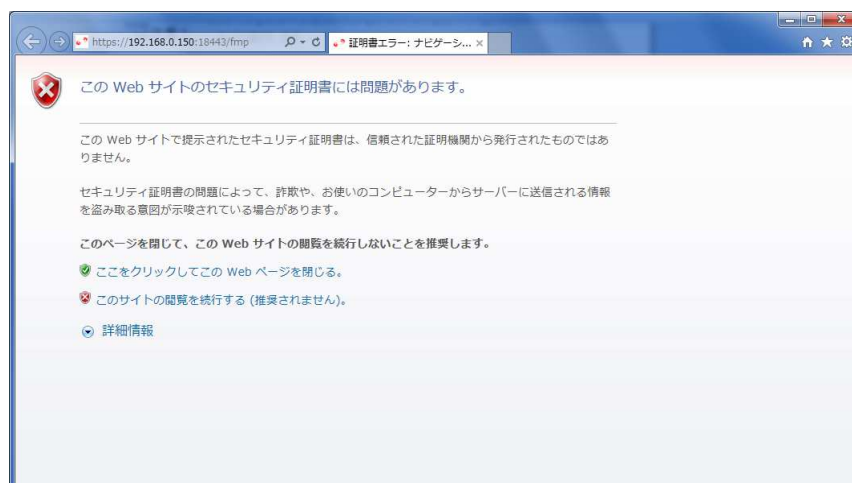 https://192.168.0.150:18443/fmp
証明書エラー: ナビゲーシ...
この Web サイトのセキュリティ証明書には問題があります。
この Web サイトで提示されたセキュリティ証明書は、信頼された証明機関から発行されたものではあ
りません。
セキュリティ証明書の問題によって、詐欺や、お使いのコンピューターからサーバーに送信される情報
を盗み取る意図が示唆されている場合があります。
このページを閉じて、この Web サイトの閲覧を続行しないことを推奨します。
ここをクリックしてこの Web ページを閉じる。
このサイトの閲覧を続行する (推奨されません)。
詳細情報